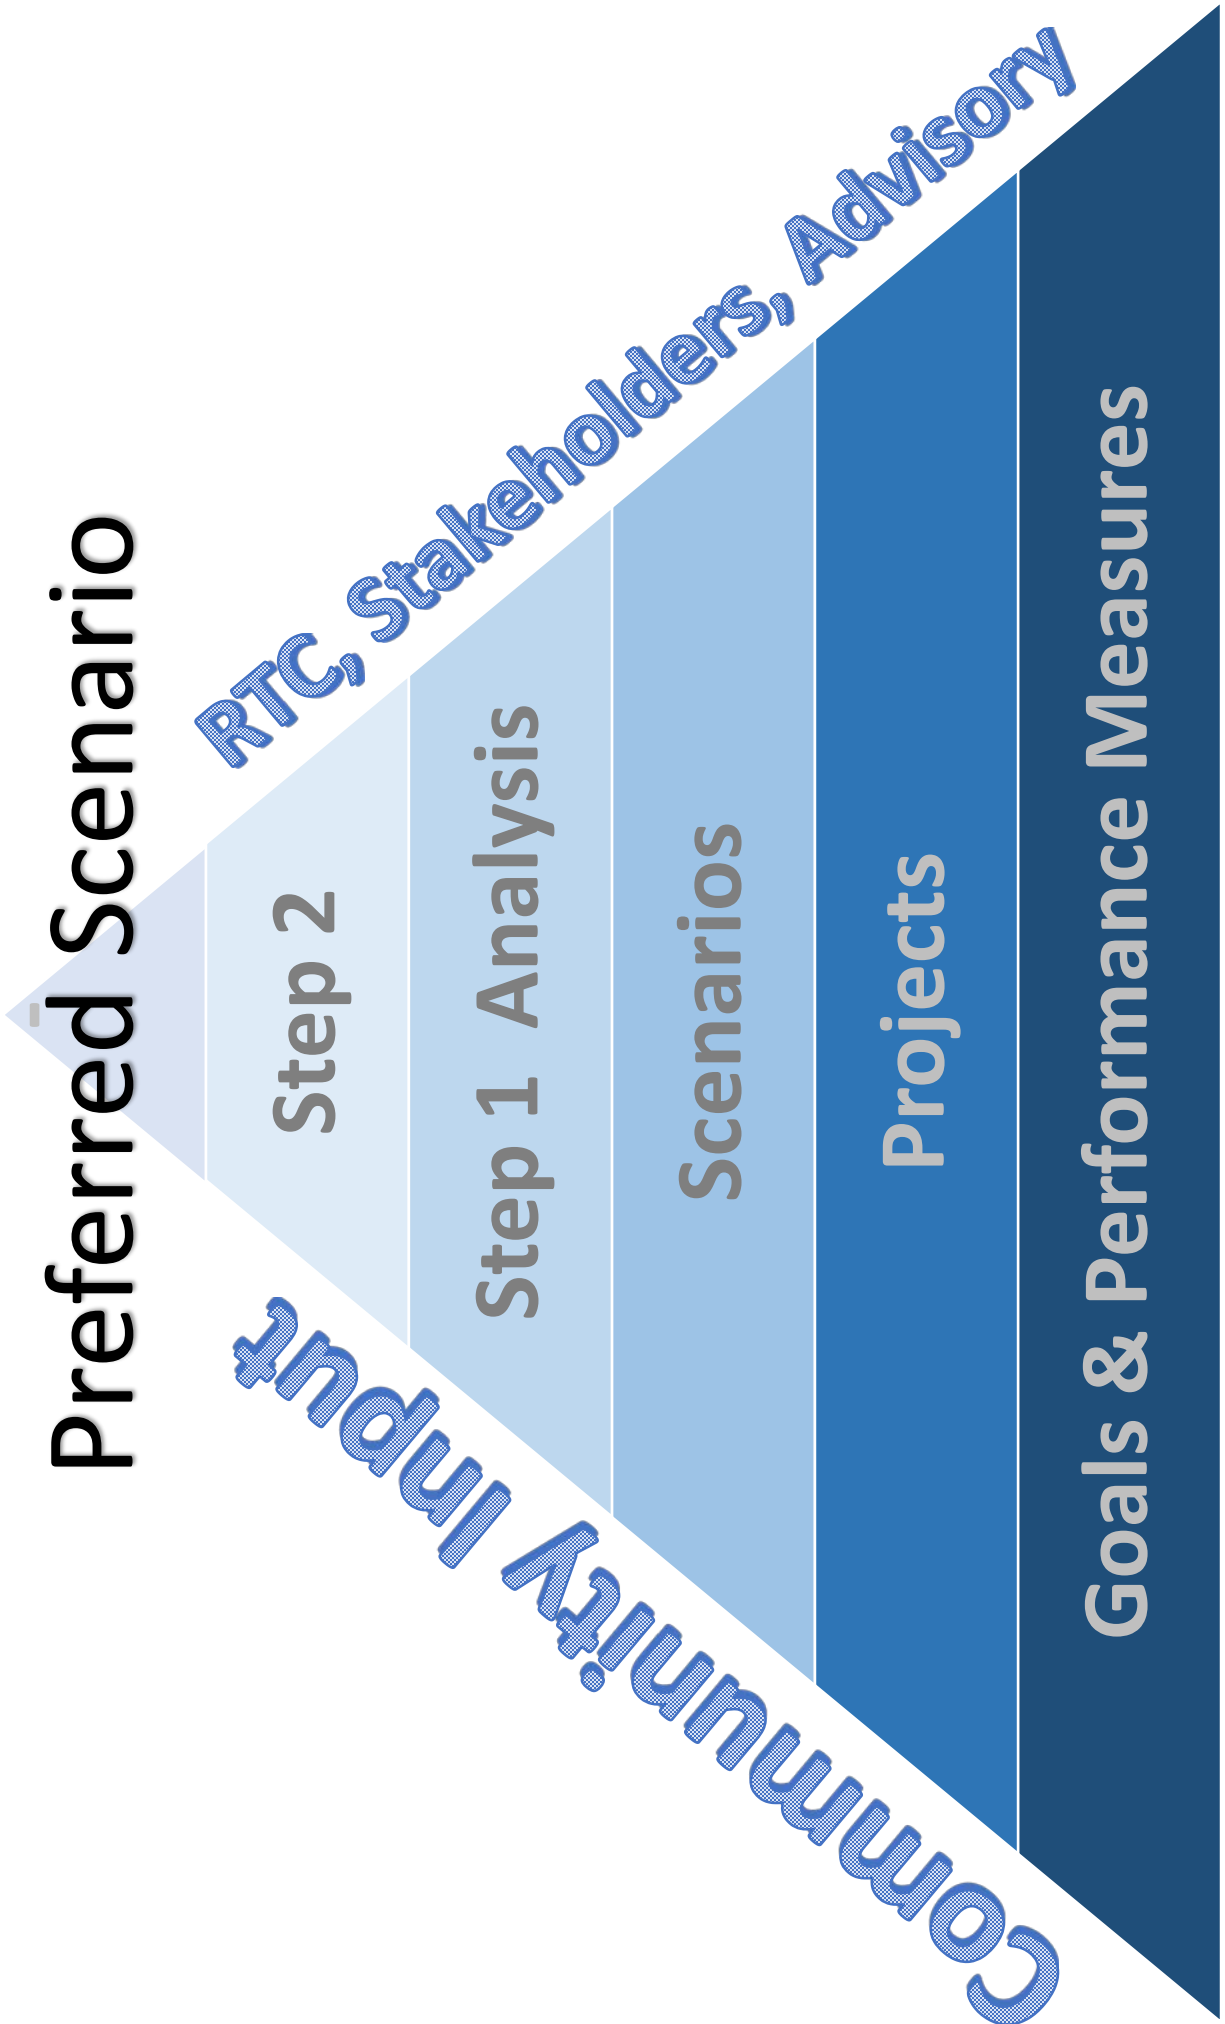 Preferred Scenario
Step 2
Step 1 Analysis
Scenarios
Projects
Goals & Performance Measures
Community Input
RTC, Stakeholders, Advisory